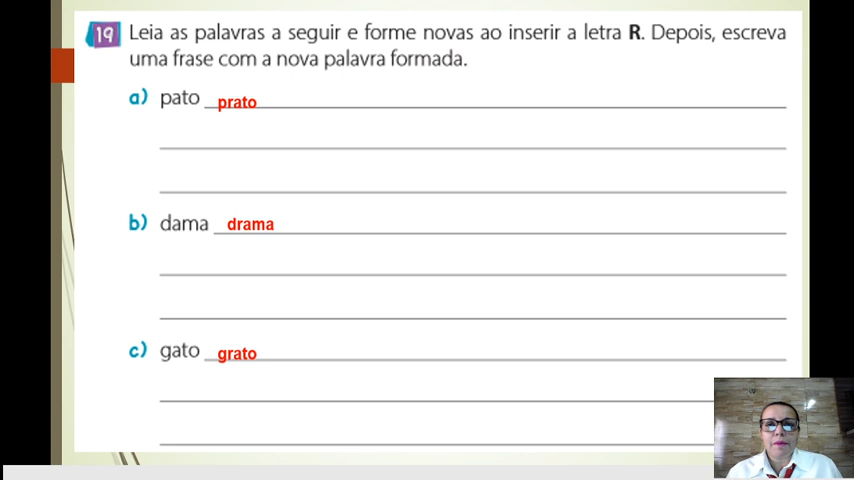 19 Leia as palavras a seguir e forme novas ao inserir a letra R. Depois, escreva
uma frase com a nova palavra formada.
a) pato prato
b) dama drama
c) gato grato